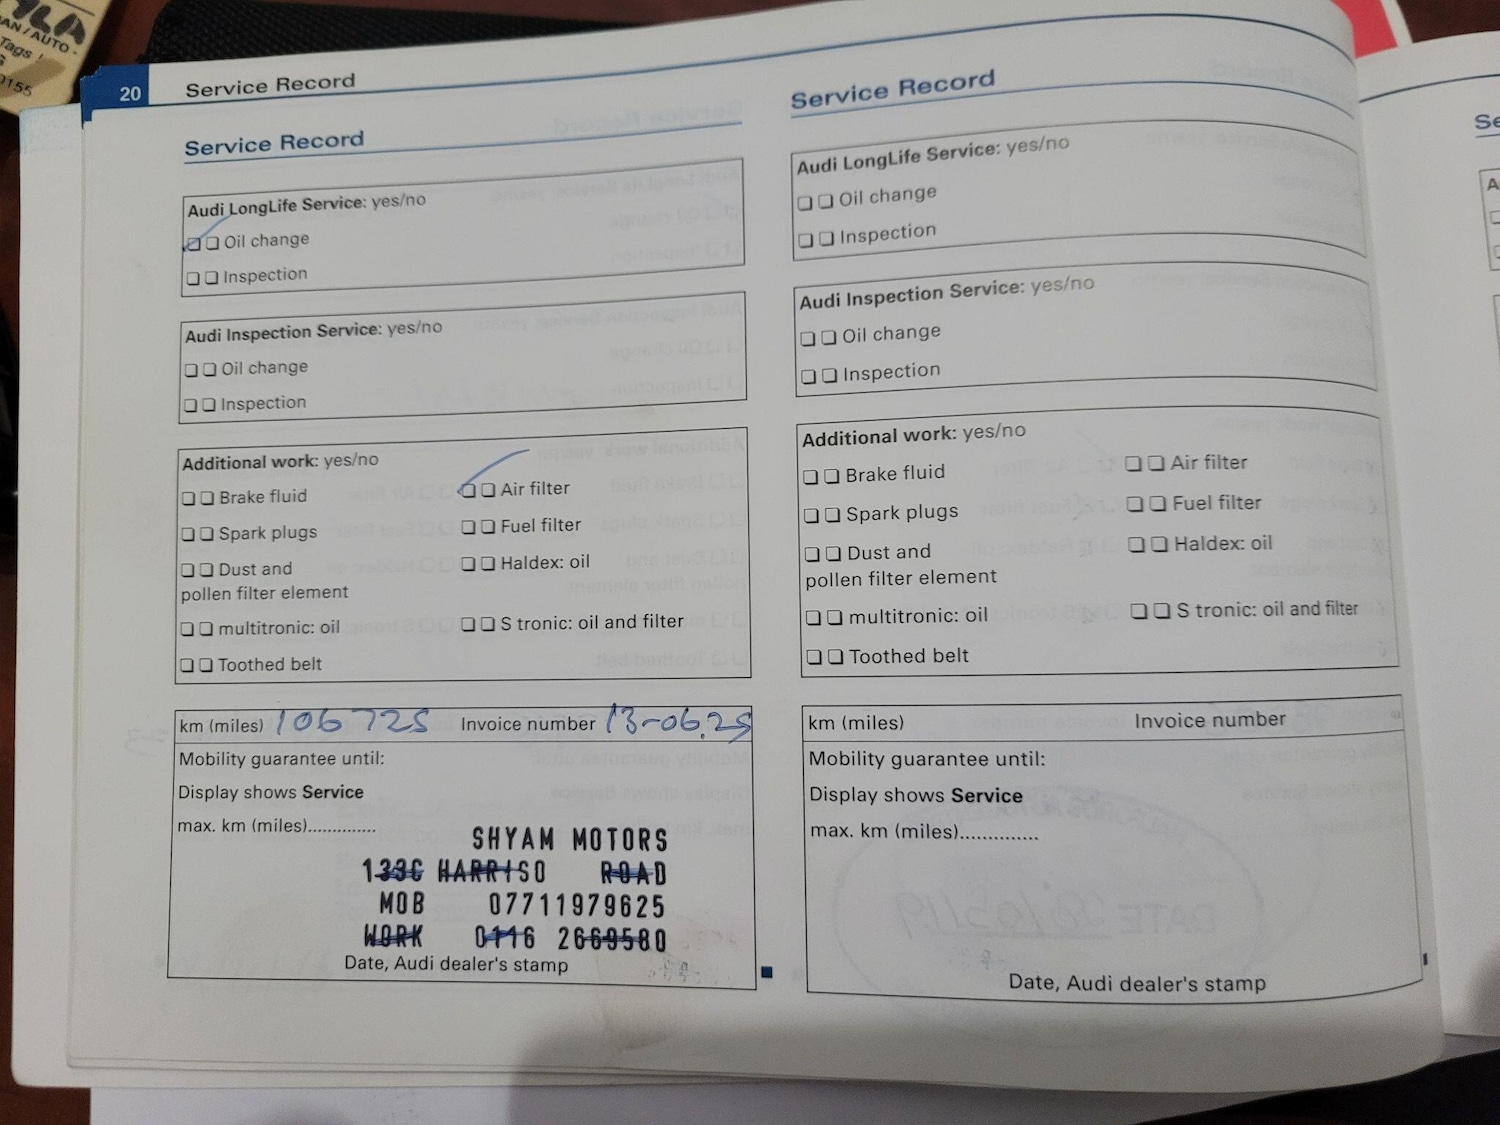 AN/AUTO-
Tags /
0155
20 Service Record
Service Record
Audi LongLife Service: yes/no
❏ ❏ Oil change
❏ ❏ Inspection
Audi Inspection Service: yes/no
❏ ❏ Oil change
❏ ❏ Inspection
Additional work: yes/no
❏ ❏ Brake fluid ❏ ❏ Air filter
❏ ❏ Spark plugs ❏ ❏ Fuel filter
❏ ❏ Dust and ❏ ❏ Haldex: oil
pollen filter element
❏ ❏ multitronic: oil ❏ ❏ S tronic: oil and filter
❏ ❏ Toothed belt
km (miles) 106725 Invoice number 13-06.25
Mobility guarantee until:
Display shows Service
max. km (miles)..............
SHYAM MOTORS
133C HARRISO ROAD
MOB 07711979625
WORK 0116 2669580
Date, Audi dealer's stamp
Service Record
Audi LongLife Service: yes/no
❏ ❏ Oil change
❏ ❏ Inspection
Audi Inspection Service: yes/no
❏ ❏ Oil change
❏ ❏ Inspection
Additional work: yes/no
❏ ❏ Brake fluid ❏ ❏ Air filter
❏ ❏ Spark plugs ❏ ❏ Fuel filter
❏ ❏ Dust and ❏ ❏ Haldex: oil
pollen filter element
❏ ❏ multitronic: oil ❏ ❏ S tronic: oil and filter
❏ ❏ Toothed belt
km (miles) Invoice number
Mobility guarantee until:
Display shows Service
max. km (miles)..............
Date, Audi dealer's stamp
Se
A